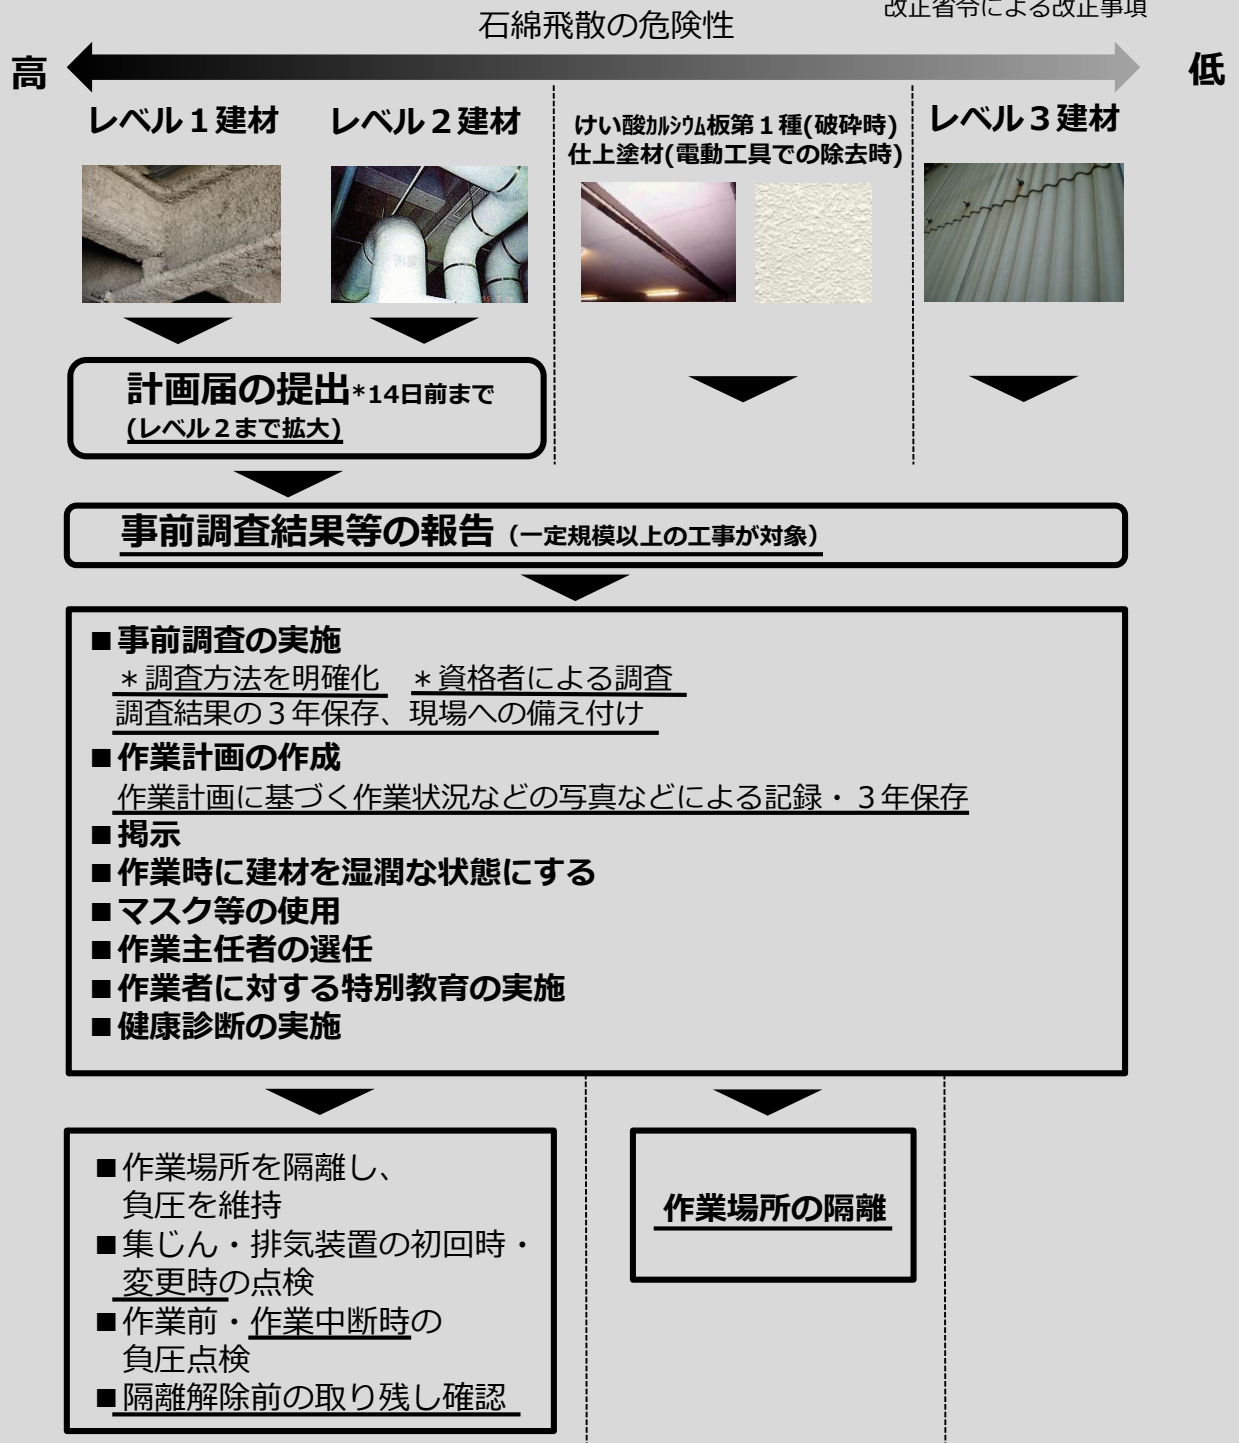 改正省令による改正事項
石綿飛散の危険性
高
低
レベル１建材
レベル２建材
けい酸ｶﾙｼｳﾑ板第１種(破砕時)
仕上塗材(電動工具での除去時)
レベル３建材
計画届の提出*14日前まで
(レベル２まで拡大)
事前調査結果等の報告（一定規模以上の工事が対象）
■事前調査の実施
＊調査方法を明確化　＊資格者による調査
調査結果の３年保存、現場への備え付け
■作業計画の作成
作業計画に基づく作業状況などの写真などによる記録・３年保存
■掲示
■作業時に建材を湿潤な状態にする
■マスク等の使用
■作業主任者の選任
■作業者に対する特別教育の実施
■健康診断の実施
■作業場所を隔離し、
負圧を維持
■集じん・排気装置の初回時・
変更時の点検
■作業前・作業中断時の
負圧点検
■隔離解除前の取り残し確認
作業場所の隔離